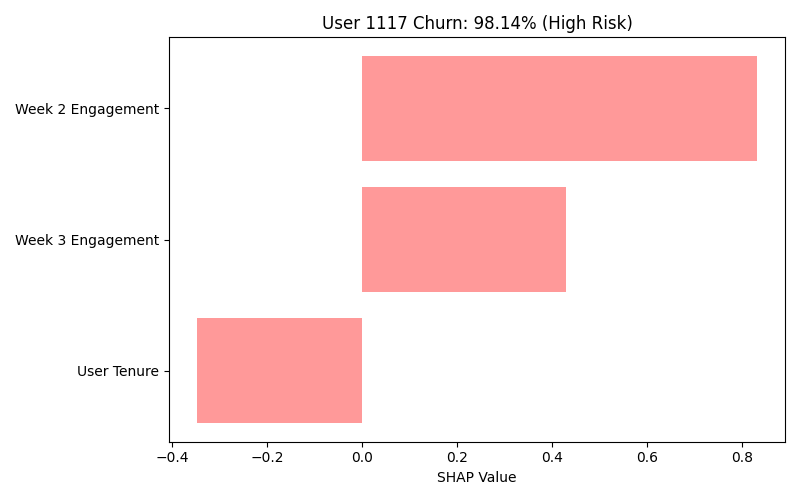 User 1117 Churn: 98.14% (High Risk)
Week 2 Engagement
Week 3 Engagement
User Tenure
−0.4 −0.2 0.0 0.2 0.4 0.6 0.8
SHAP Value